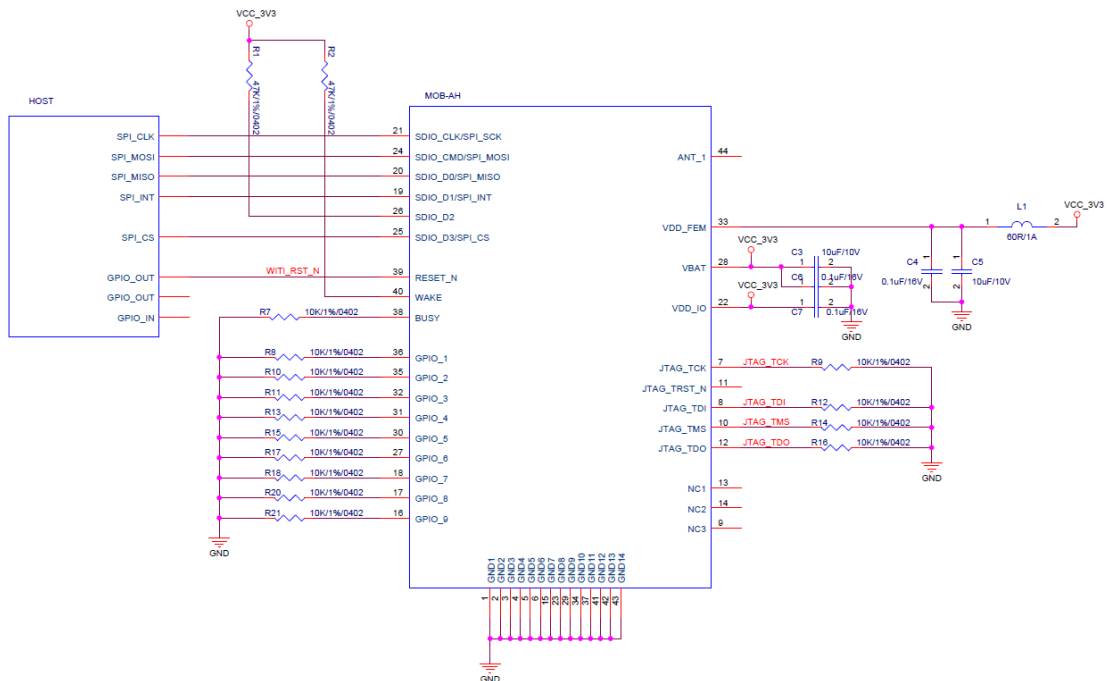 VCC_3V3
R1
47K/1%/0402
R2
47K/1%/0402
HOST
SPI_CLK
SPI_MOSI
SPI_MISO
SPI_INT
SPI_CS
GPIO_OUT
GPIO_OUT
GPIO_IN
WITI_RST_N
MOB-AH
21 SDIO_CLK/SPI_SCK
24 SDIO_CMD/SPI_MOSI
20 SDIO_D0/SPI_MISO
19 SDIO_D1/SPI_INT
26 SDIO_D2
25 SDIO_D3/SPI_CS
39 RESET_N
40 WAKE
R7 10K/1%/0402 38 BUSY
R8 10K/1%/0402 36 GPIO_1
R10 10K/1%/0402 35 GPIO_2
R11 10K/1%/0402 32 GPIO_3
R13 10K/1%/0402 31 GPIO_4
R15 10K/1%/0402 30 GPIO_5
R17 10K/1%/0402 27 GPIO_6
R18 10K/1%/0402 18 GPIO_7
R20 10K/1%/0402 17 GPIO_8
R21 10K/1%/0402 16 GPIO_9
GND
ANT_1 44
VDD_FEM 33
1 L1 2 VCC_3V3
60R/1A
C4 1 2 0.1uF/16V
C5 1 2 10uF/10V
GND
VCC_3V3
VBAT 28
C3 1 2 10uF/10V
C6 1 2 0.1uF/16V
VCC_3V3
VDD_IO 22
C7 1 2 0.1uF/16V
GND
JTAG_TCK 7 JTAG_TCK R9 10K/1%/0402
JTAG_TRST_N 11
JTAG_TDI 8 JTAG_TDI R12 10K/1%/0402
JTAG_TMS 10 JTAG_TMS R14 10K/1%/0402
JTAG_TDO 12 JTAG_TDO R16 10K/1%/0402
GND
NC1 13
NC2 14
NC3 9
GND1 1
GND2 2
GND3 3
GND4 4
GND5 5
GND6 6
GND7 15
GND8 23
GND9 29
GND10 34
GND11 37
GND12 41
GND13 42
GND14 43
GND